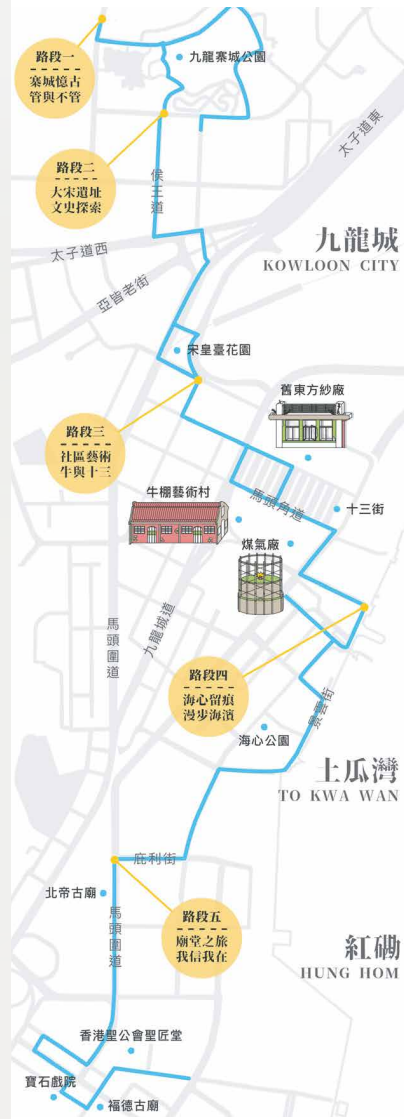 路段一
寨城憶古
管與不管
九龍寨城公園
太子道東
路段二
大宋遺址
文史探索
侯王道
太子道西
九龍城
KOWLOON CITY
亞皆老街
宋皇臺花園
舊東方紗廠
路段三
社區藝術
牛與十三
牛棚藝術村
馬頭角道
十三街
煤氣廠
馬頭圍道
九龍城道
路段四
海心留痕
漫步海濱
景雲街
海心公園
土瓜灣
TO KWA WAN
庇利街
北帝古廟
馬頭圍道
路段五
廟堂之旅
我信我在
紅磡
HUNG HOM
香港聖公會聖匠堂
寶石戲院
福德古廟